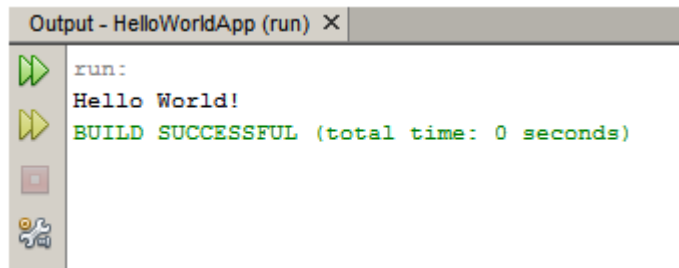 Output - HelloWorldApp (run)
run:
Hello World!
BUILD SUCCESSFUL (total time: 0 seconds)